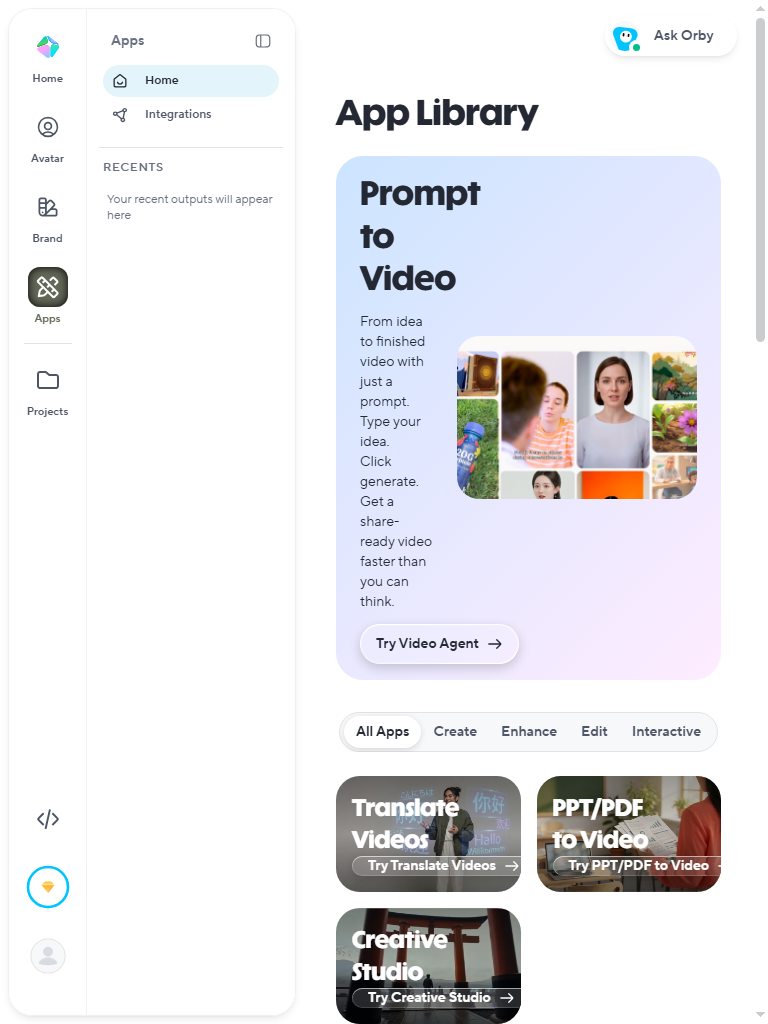 Home
Avatar
Brand
Apps
Projects
Apps
Home
Integrations
RECENTS
Your recent outputs will appear
here
Ask Orby
App Library
Prompt
to
Video
From idea
to finished
video with
just a
prompt.
Type your
idea.
Click
generate.
Get a
share-
ready video
faster than
you can
think.
Try Video Agent
All Apps
Create
Enhance
Edit
Interactive
Translate
Videos
你好
Hallo
Try Translate Videos
PPT/PDF
to Video
Try PPT/PDF to Video
Creative
Studio
Try Creative Studio